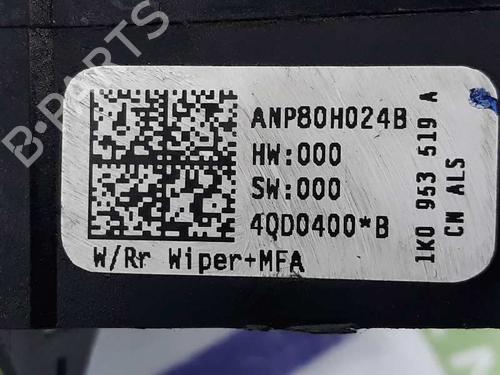 B-PARTS
ANP80H024B
HW:000
SW:000
4QD0400*B
W/Rr Wiper+MFA
1K0 953 519 A
CN ALS